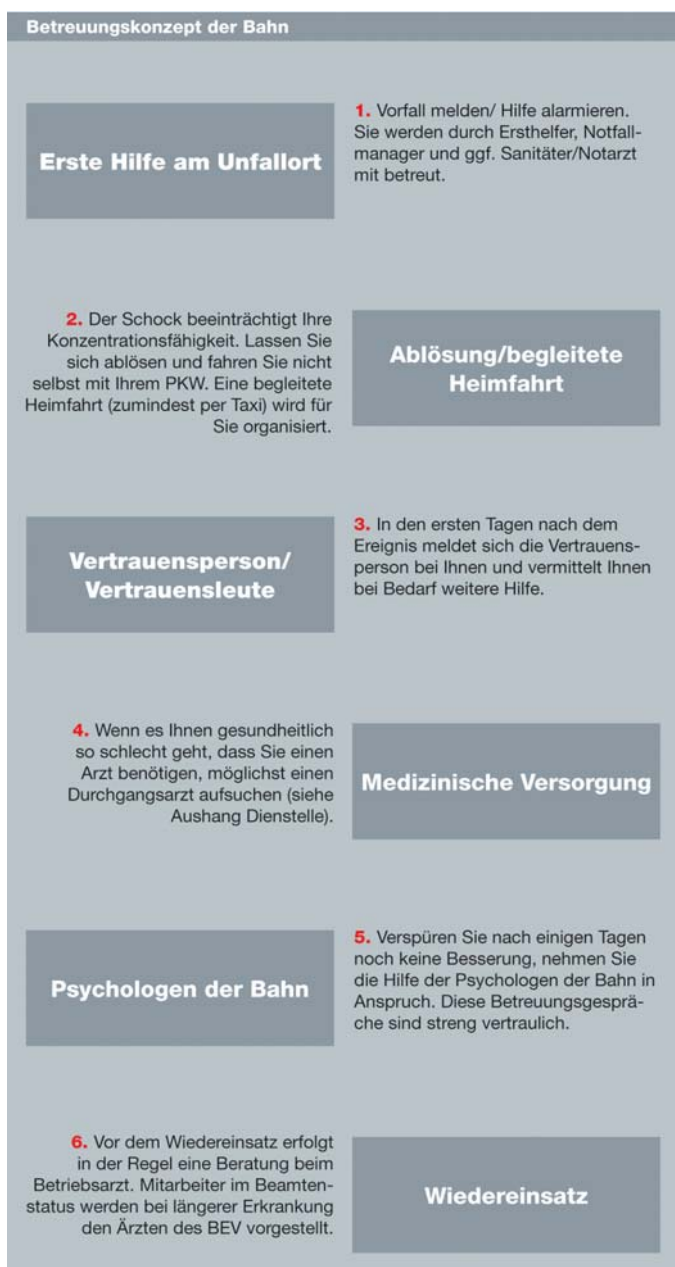 Betreuungskonzept der Bahn
Erste Hilfe am Unfallort
1. Vorfall melden/ Hilfe alarmieren.
Sie werden durch Ersthelfer, Notfall-
manager und ggf. Sanitäter/Notarzt
mit betreut.
2. Der Schock beeinträchtigt Ihre
Konzentrationsfähigkeit. Lassen Sie
sich ablösen und fahren Sie nicht
selbst mit Ihrem PKW. Eine begleitete
Heimfahrt (zumindest per Taxi) wird für
Sie organisiert.
Ablösung/begleitete
Heimfahrt
Vertrauensperson/
Vertrauensleute
3. In den ersten Tagen nach dem
Ereignis meldet sich die Vertrauens-
person bei Ihnen und vermittelt Ihnen
bei Bedarf weitere Hilfe.
4. Wenn es Ihnen gesundheitlich
so schlecht geht, dass Sie einen
Arzt benötigen, möglichst einen
Durchgangsarzt aufsuchen (siehe
Aushang Dienstelle).
Medizinische Versorgung
Psychologen der Bahn
5. Verspüren Sie nach einigen Tagen
noch keine Besserung, nehmen Sie
die Hilfe der Psychologen der Bahn in
Anspruch. Diese Betreuungsgesprä-
che sind streng vertraulich.
6. Vor dem Wiedereinsatz erfolgt
in der Regel eine Beratung beim
Betriebsarzt. Mitarbeiter im Beamten-
status werden bei längerer Erkrankung
den Ärzten des BEV vorgestellt.
Wiedereinsatz